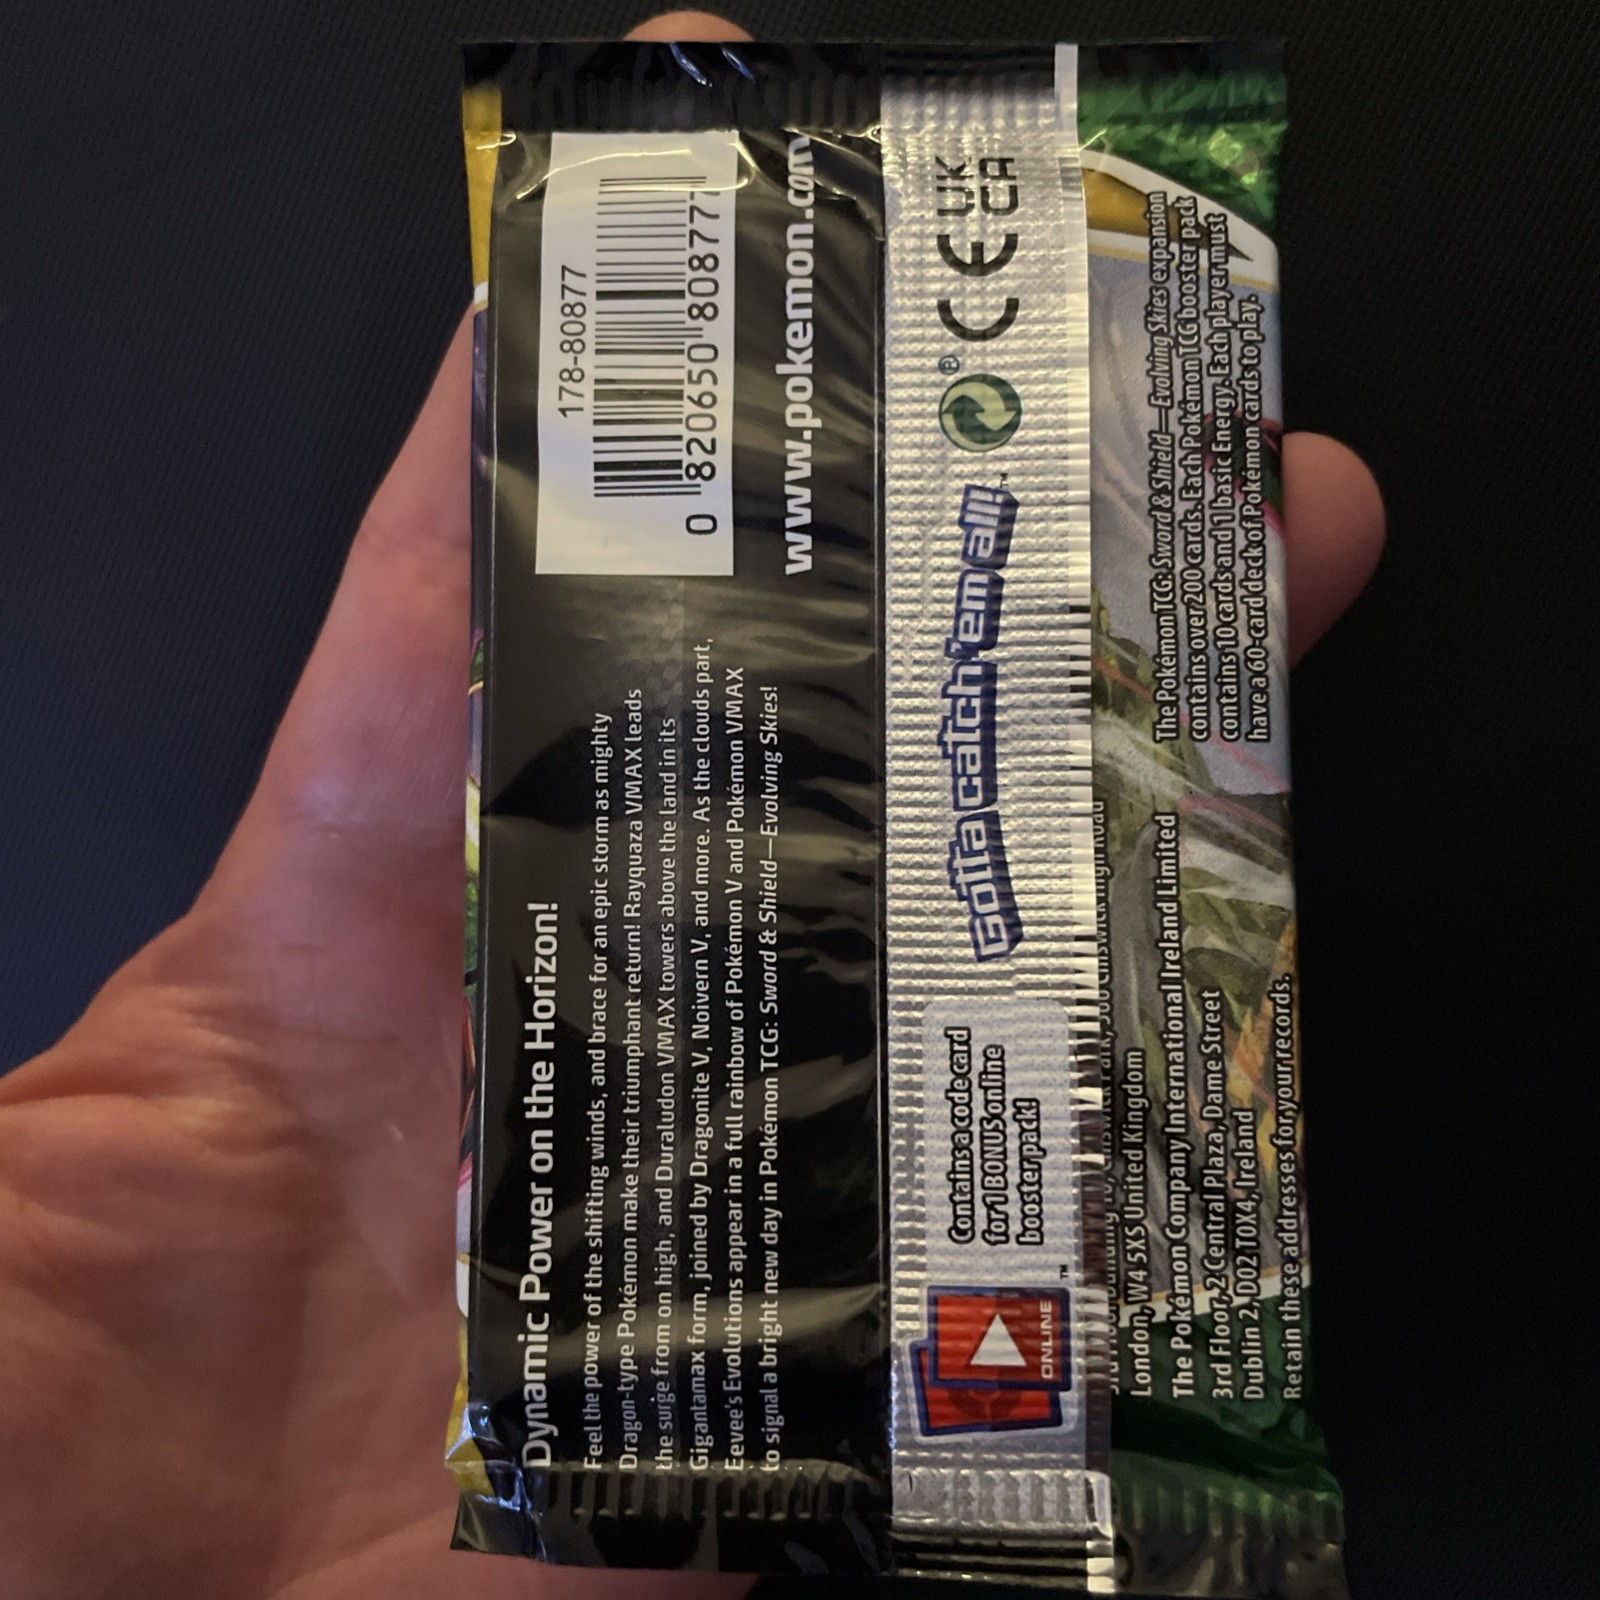 Dynamic Power on the Horizon!
Feel the power of the shifting winds, and brace for an epic storm as mighty
Dragon-type Pokémon make their triumphant return! Rayquaza VMAX leads
the surge from on high, and Duraludon VMAX towers above the land in its
Gigantamax form, joined by Dragonite V, Noivern V, and more. As the clouds part,
Eevee's Evolutions appear in a full rainbow of Pokémon V and Pokémon VMAX
to signal a bright new day in Pokémon TCG: Sword & Shield—Evolving Skies!
178-80877
0 820650 80877
www.pokemon.com
ONLINE ™
Contains a code card
for 1 BONUS online
booster pack!
Gotta catch 'em all!™
®
CE
UK
CA
London, W4 5XS United Kingdom
The Pokémon Company International Ireland Limited
3rd Floor, 2 Central Plaza, Dame Street
Dublin 2, D02 T0X4, Ireland
Retain these addresses for your records.
The Pokémon TCG: Sword & Shield—Evolving Skies expansion
contains over 200 cards. Each Pokémon TCG booster pack
contains 10 cards and 1 basic Energy. Each player must
have a 60-card deck of Pokémon cards to play.